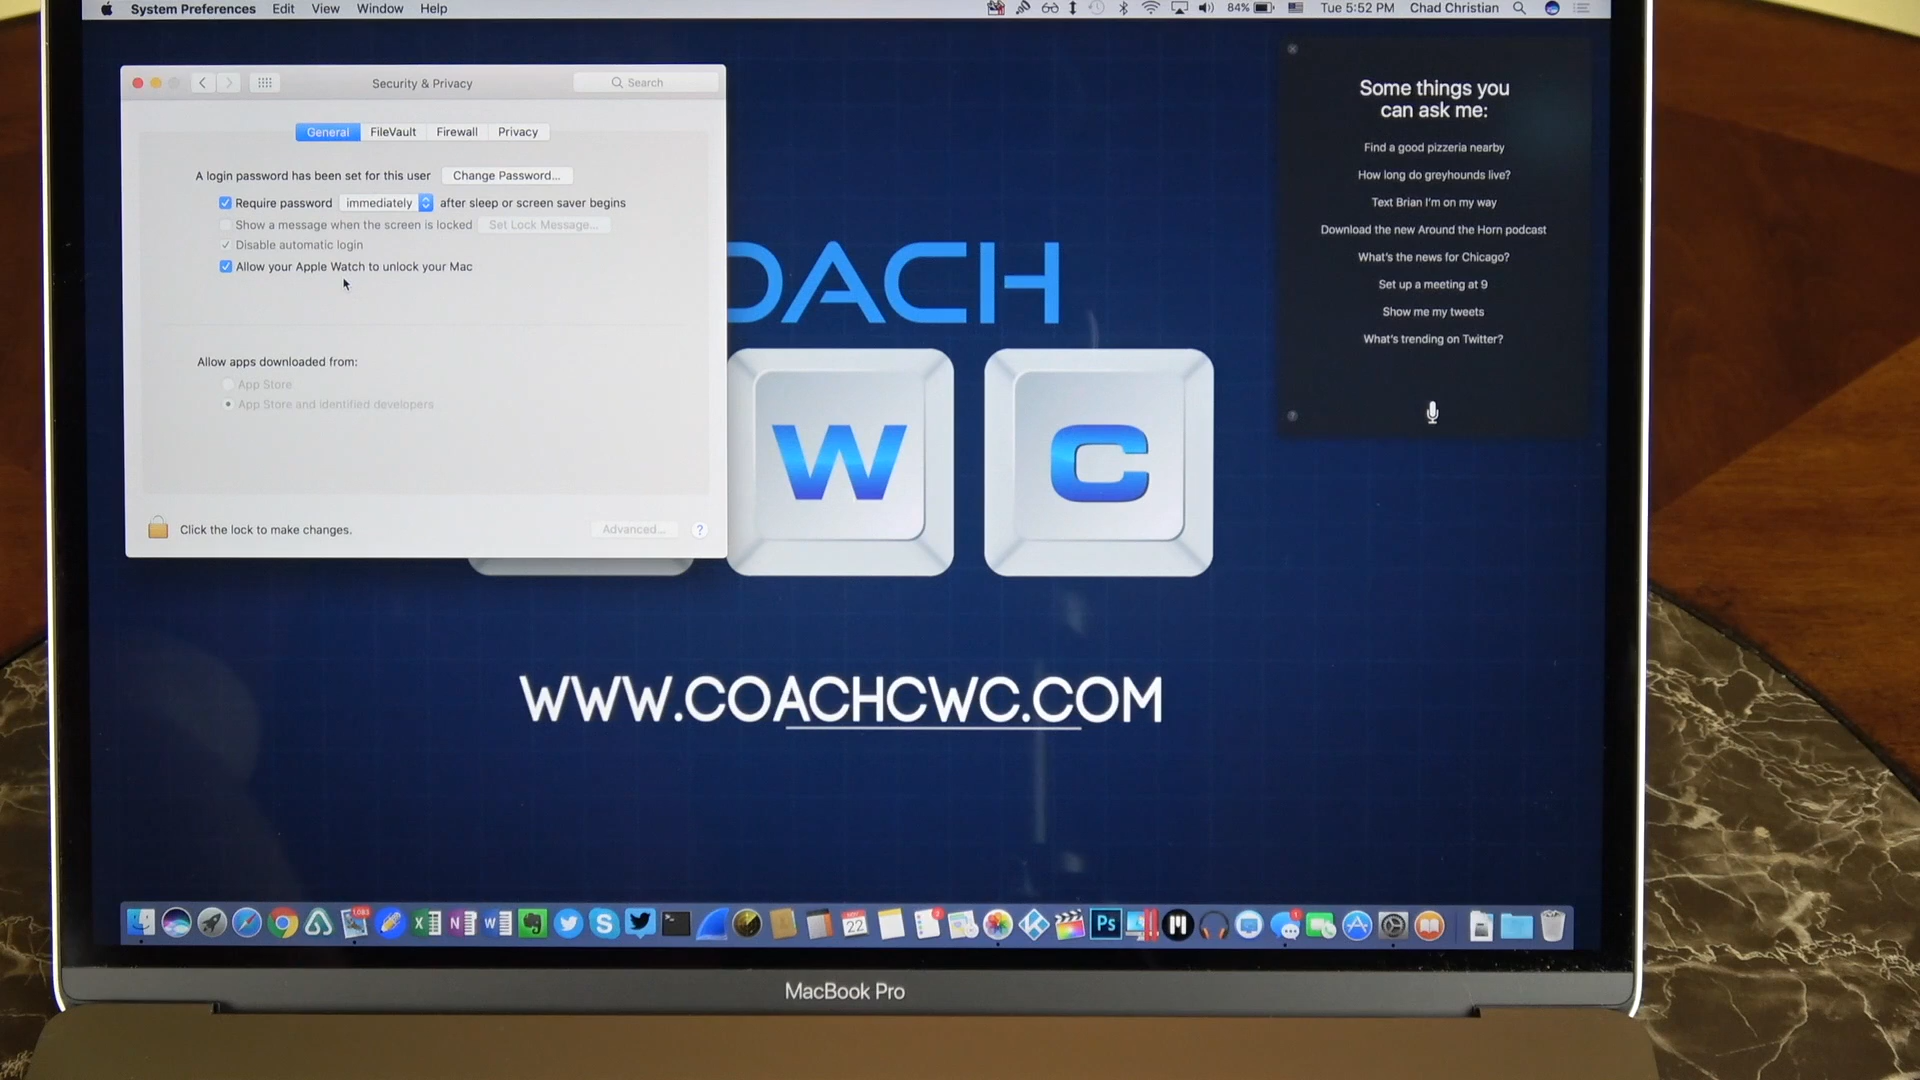 System Preferences Edit View Window Help
84% Tue 5:52 PM Chad Christian
Security & Privacy
Search
General FileVault Firewall Privacy
A login password has been set for this user Change Password...
Require password immediately after sleep or screen saver begins
Show a message when the screen is locked Set Lock Message...
Disable automatic login
Allow your Apple Watch to unlock your Mac
Allow apps downloaded from:
App Store
App Store and identified developers
Click the lock to make changes.
Advanced... ?
Some things you
can ask me:
Find a good pizzeria nearby
How long do greyhounds live?
Text Brian I'm on my way
Download the new Around the Horn podcast
What's the news for Chicago?
Set up a meeting at 9
Show me my tweets
What's trending on Twitter?
?
OACH
W C
WWW.COACHCWC.COM
NOV
22
Ps
MacBook Pro